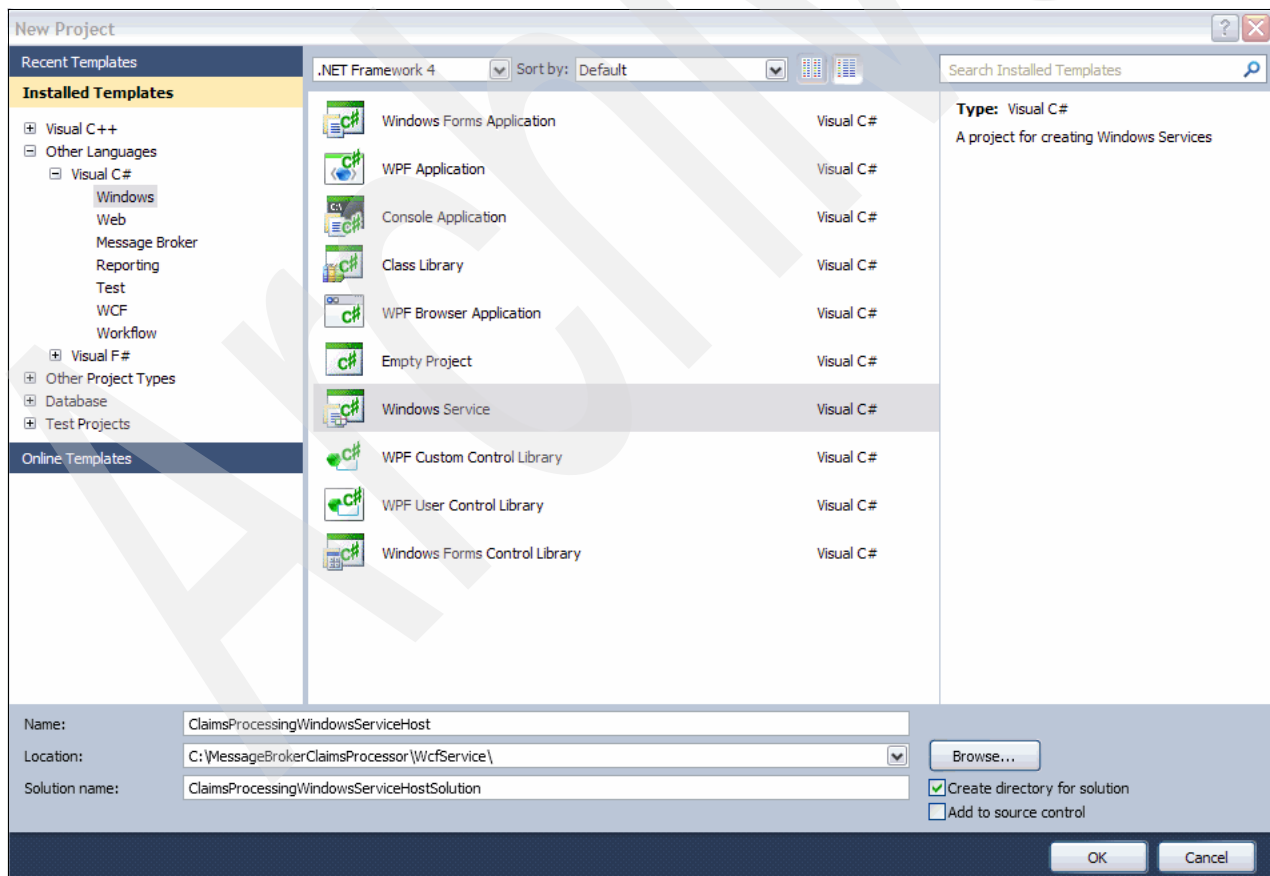 New Project
Recent Templates
Installed Templates
Visual C++
Other Languages
Visual C#
Windows
Web
Message Broker
Reporting
Test
WCF
Workflow
Visual F#
Other Project Types
Database
Test Projects
Online Templates
.NET Framework 4 Sort by: Default
Windows Forms Application Visual C#
WPF Application Visual C#
Console Application Visual C#
Class Library Visual C#
WPF Browser Application Visual C#
Empty Project Visual C#
Windows Service Visual C#
WPF Custom Control Library Visual C#
WPF User Control Library Visual C#
Windows Forms Control Library Visual C#
Search Installed Templates
Type: Visual C#
A project for creating Windows Services
Name: ClaimsProcessingWindowsServiceHost
Location: C:\MessageBrokerClaimsProcessor\WcfService\ Browse...
Solution name: ClaimsProcessingWindowsServiceHostSolution
Create directory for solution
Add to source control
OK Cancel